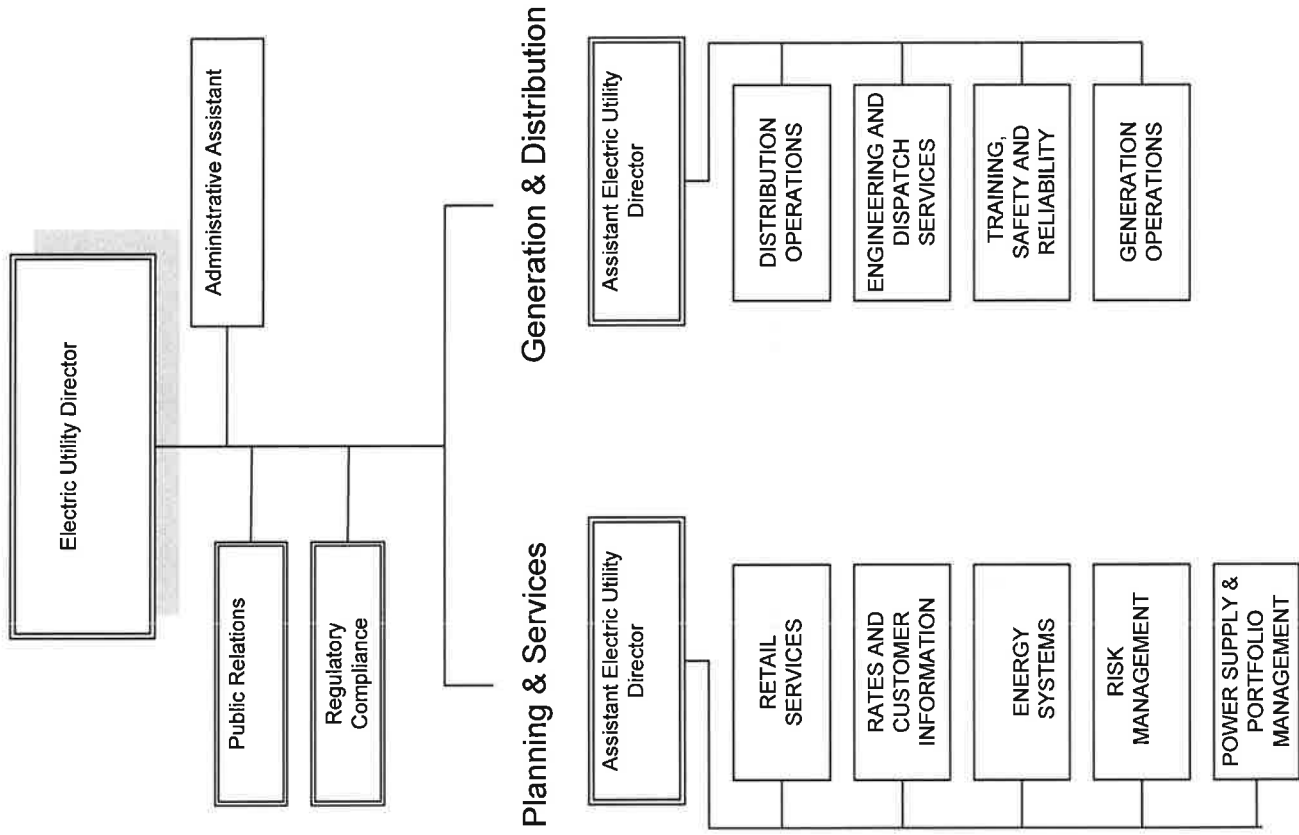 Electric Utility Director
Administrative Assistant
Public Relations
Regulatory
Compliance
Planning & Services
Assistant Electric Utility
Director
RETAIL
SERVICES
RATES AND
CUSTOMER
INFORMATION
ENERGY
SYSTEMS
RISK
MANAGEMENT
POWER SUPPLY &
PORTFOLIO
MANAGEMENT
Generation & Distribution
Assistant Electric Utility
Director
DISTRIBUTION
OPERATIONS
ENGINEERING AND
DISPATCH
SERVICES
TRAINING,
SAFETY AND
RELIABILITY
GENERATION
OPERATIONS